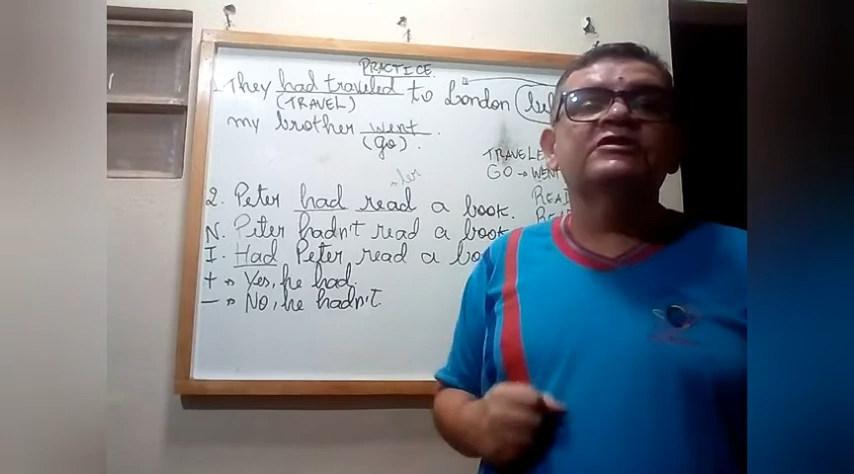 PRACTICE
1. They had traveled to London
(TRAVEL)
my brother went.
(go).
GO → WENT
2. Peter had read a book.
N. Peter hadn't read a book
I. Had Peter read a
+ Yes, he had.
- No, he hadn't.